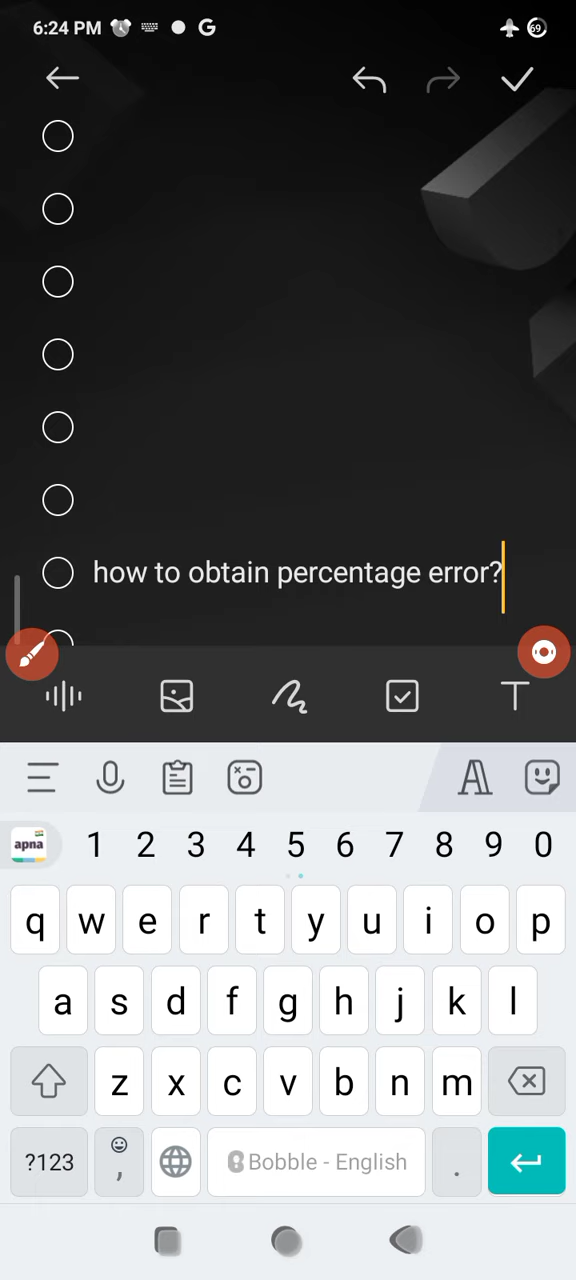 6:24 PM G 69
how to obtain percentage error?
T
A
apna 1 2 3 4 5 6 7 8 9 0
q w e r t y u i o p
a s d f g h j k l
z x c v b n m
?123 , Bobble - English .